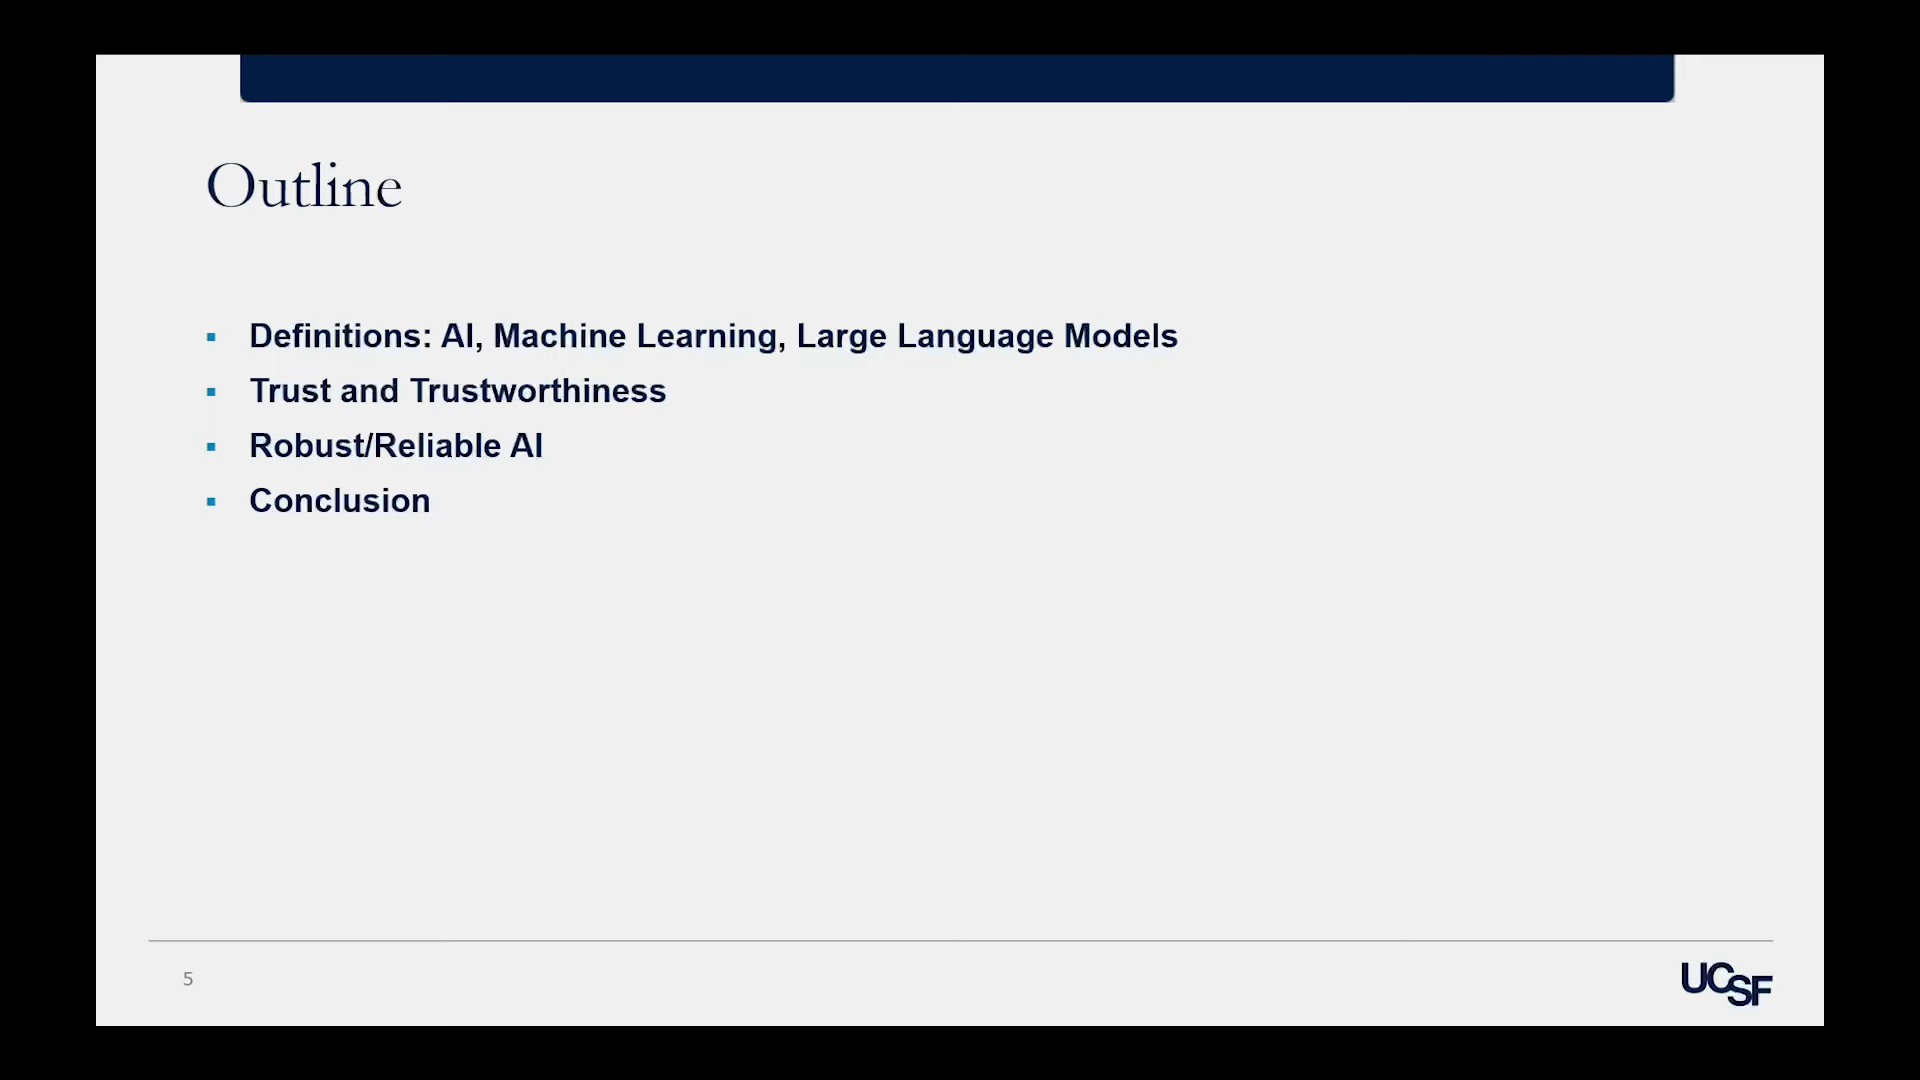 Outline
Definitions: AI, Machine Learning, Large Language Models
Trust and Trustworthiness
Robust/Reliable AI
Conclusion
5
UCSF